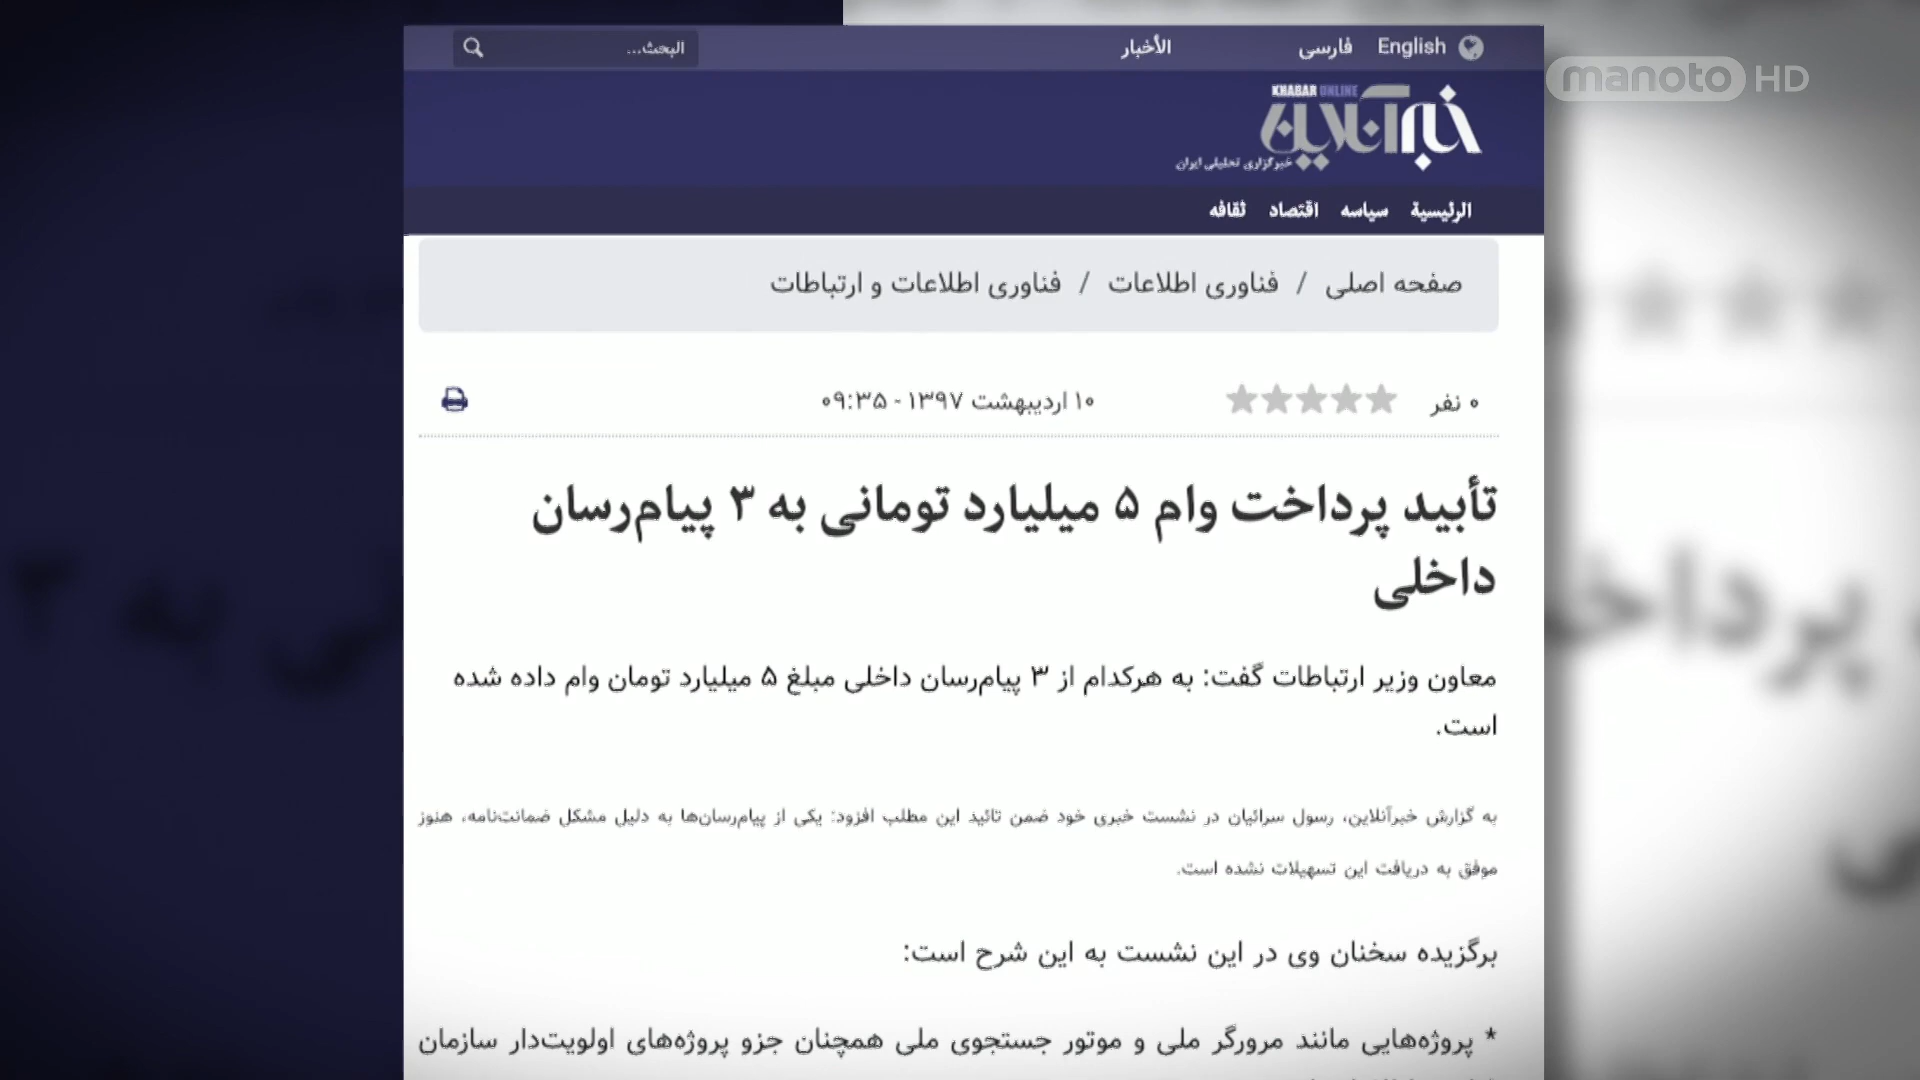 English فارسی الأخبار البحث...
manoto HD
KHABAR ONLINE
خبرآنلاین
خبرگزاری تحلیلی ایران
الرئیسیة سیاسه اقتصاد ثقافه
صفحه اصلی / فناوری اطلاعات / فناوری اطلاعات و ارتباطات
۰ نفر ۱۰ اردیبهشت ۱۳۹۷ - ۰۹:۳۵
تأیید پرداخت وام ۵ میلیارد تومانی به ۳ پیام‌رسان
داخلی
معاون وزیر ارتباطات گفت: به هرکدام از ۳ پیام‌رسان داخلی مبلغ ۵ میلیارد تومان وام داده شده
است.
به گزارش خبرآنلاین، رسول سرائیان در نشست خبری خود ضمن تائید این مطلب افزود: یکی از پیام‌رسان‌ها به دلیل مشکل ضمانت‌نامه، هنوز
موفق به دریافت این تسهیلات نشده است.
برگزیده سخنان وی در این نشست به این شرح است:
* پروژه‌هایی مانند مرورگر ملی و موتور جستجوی ملی همچنان جزو پروژه‌های اولویت‌دار سازمان